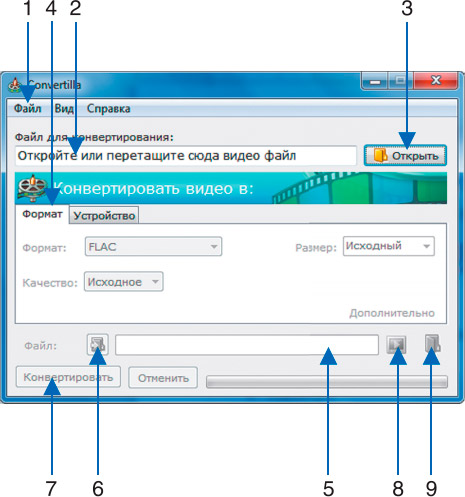 1 4 2 3
Convertilla
Файл Вид Справка
Файл для конвертирования:
Откройте или перетащите сюда видео файл
Открыть
Конвертировать видео в:
Формат Устройство
Формат: FLAC Размер: Исходный
Качество: Исходное
Дополнительно
Файл:
Конвертировать Отменить
7 6 5 8 9